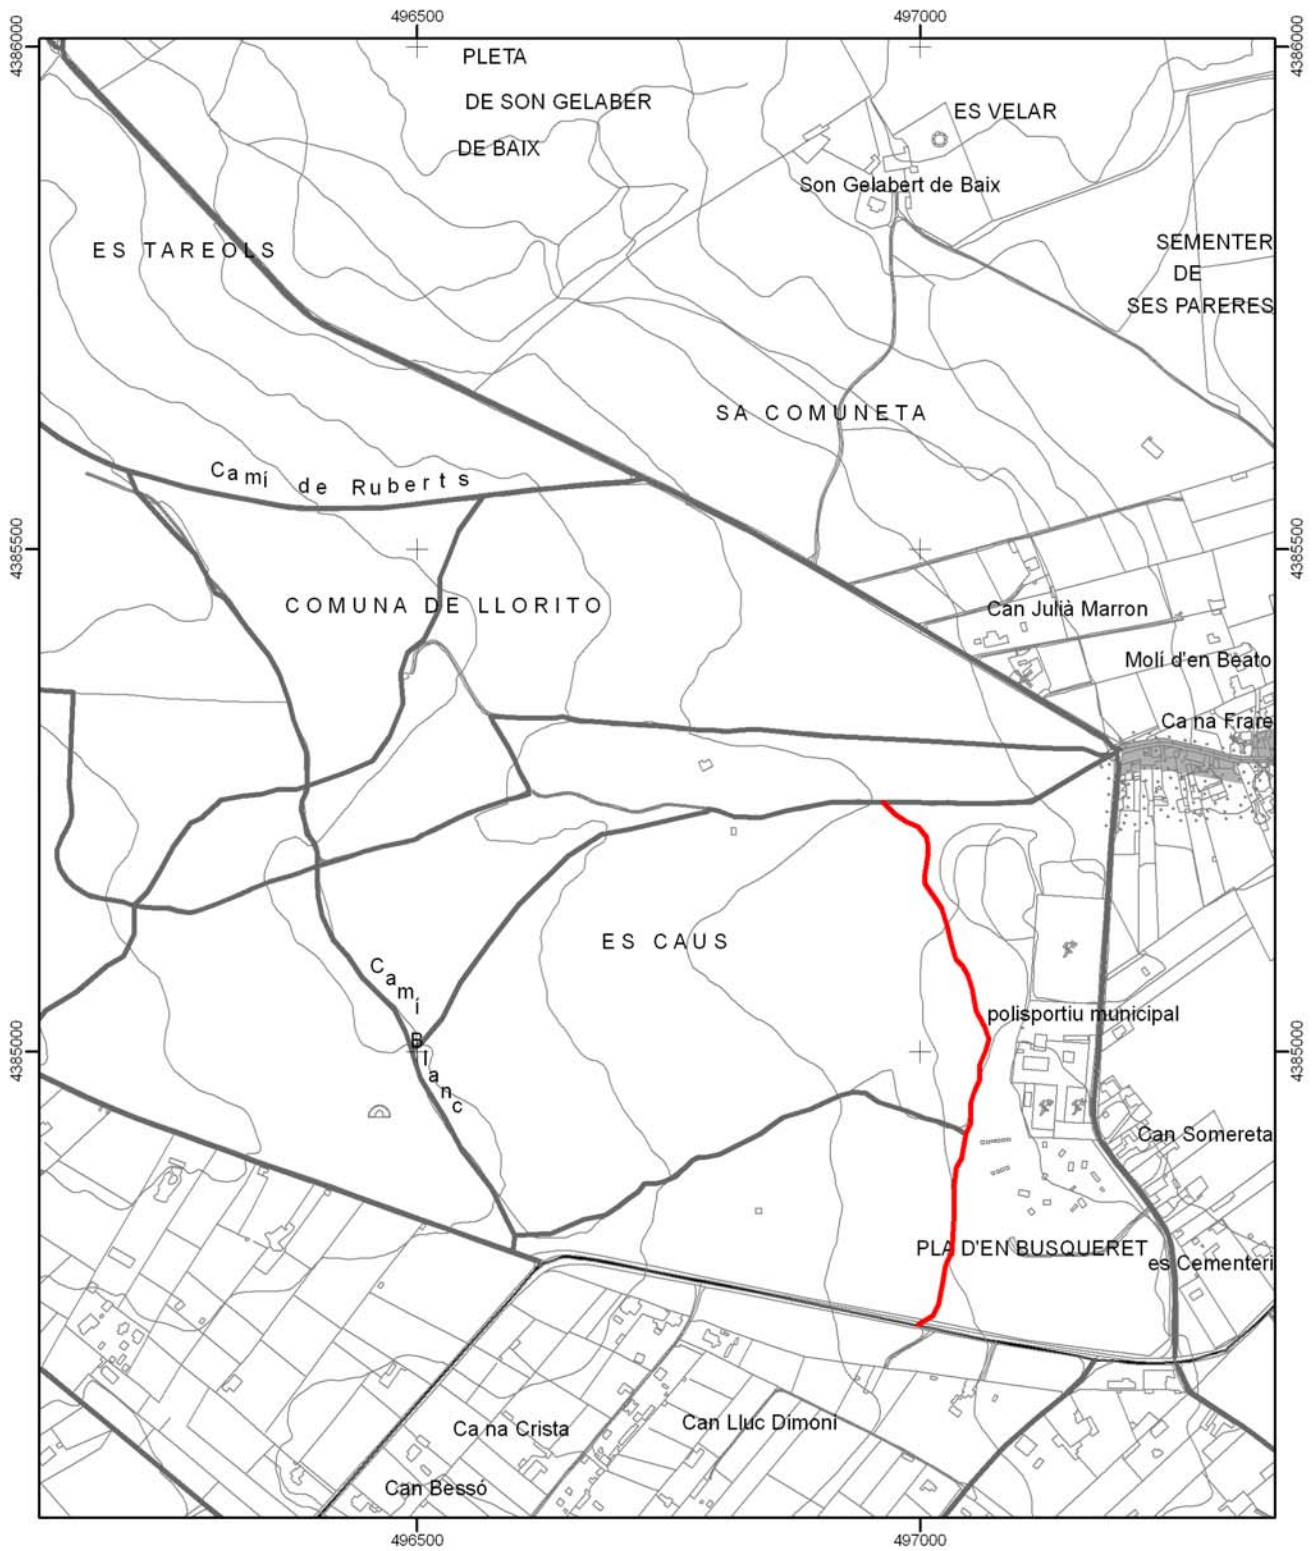 496500
497000
4386000
4386000
PLETA
DE SON GELABER
DE BAIX
ES VELAR
Son Gelabert de Baix
ES TAREOLS
SEMENTER
DE
SES PARERES
SA COMUNETA
Camí de Ruberts
4385500
4385500
COMUNA DE LLORITO
Can Julià Marron
Molí d'en Beato
Ca na Frare
ES CAUS
Camí Blanc
polisportiu municipal
4385000
4385000
Can Somereta
PLA D'EN BUSQUERET
es Cementeri
Ca na Crista
Can Lluc Dimoni
Can Bessó
496500
497000